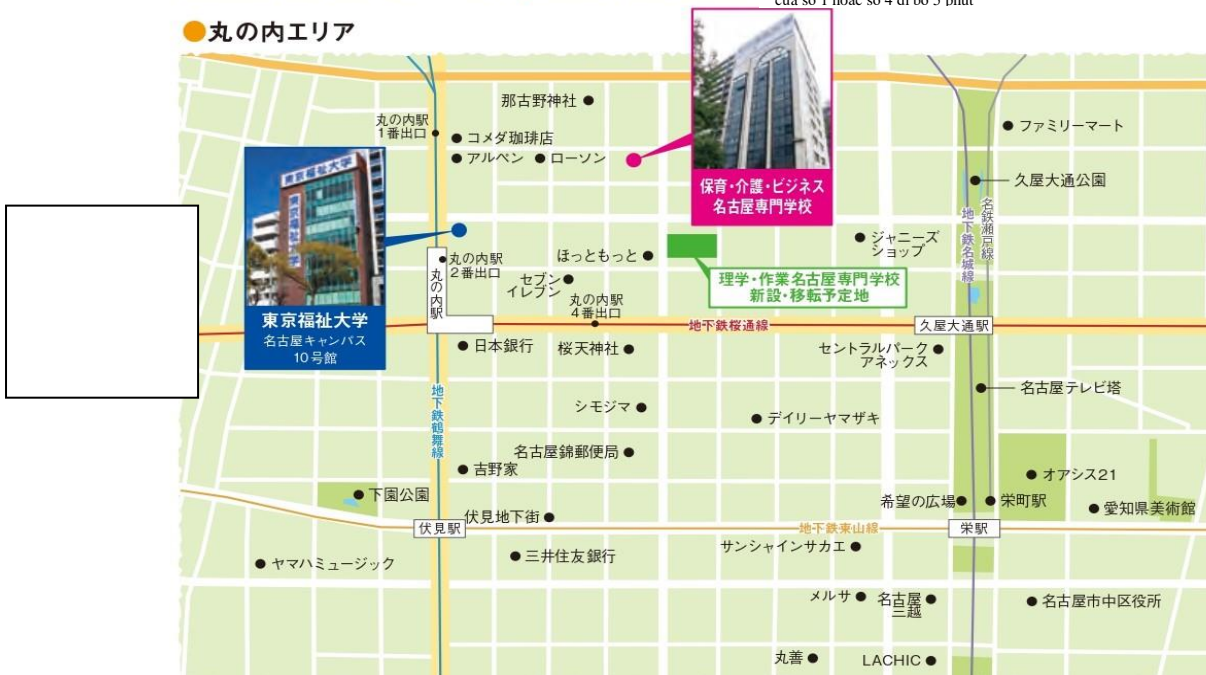 cửa số 1 hoặc số 4 đi bộ 5 phút
●丸の内エリア
那古野神社
丸の内駅
1番出口
コメダ珈琲店
アルペン
ローソン
ファミリーマート
東京福祉大学
東京福祉大学
保育・介護・ビジネス
名古屋専門学校
久屋大通公園
地下鉄名城線
名鉄瀬戸線
ジャニーズ
ショップ
丸の内駅
2番出口
丸の内駅
ほっともっと
セブン
イレブン
理学・作業名古屋専門学校
新設・移転予定地
丸の内駅
4番出口
東京福祉大学
名古屋キャンパス
10号館
地下鉄桜通線
久屋大通駅
日本銀行
桜天神社
セントラルパーク
アネックス
名古屋テレビ塔
地下鉄鶴舞線
シモジマ
デイリーヤマザキ
名古屋錦郵便局
吉野家
オアシス21
下園公園
希望の広場
栄町駅
愛知県美術館
伏見地下街
伏見駅
地下鉄東山線
栄駅
サンシャインサカエ
三井住友銀行
ヤマハミュージック
メルサ
名古屋
三越
名古屋市中区役所
丸善
LACHIC